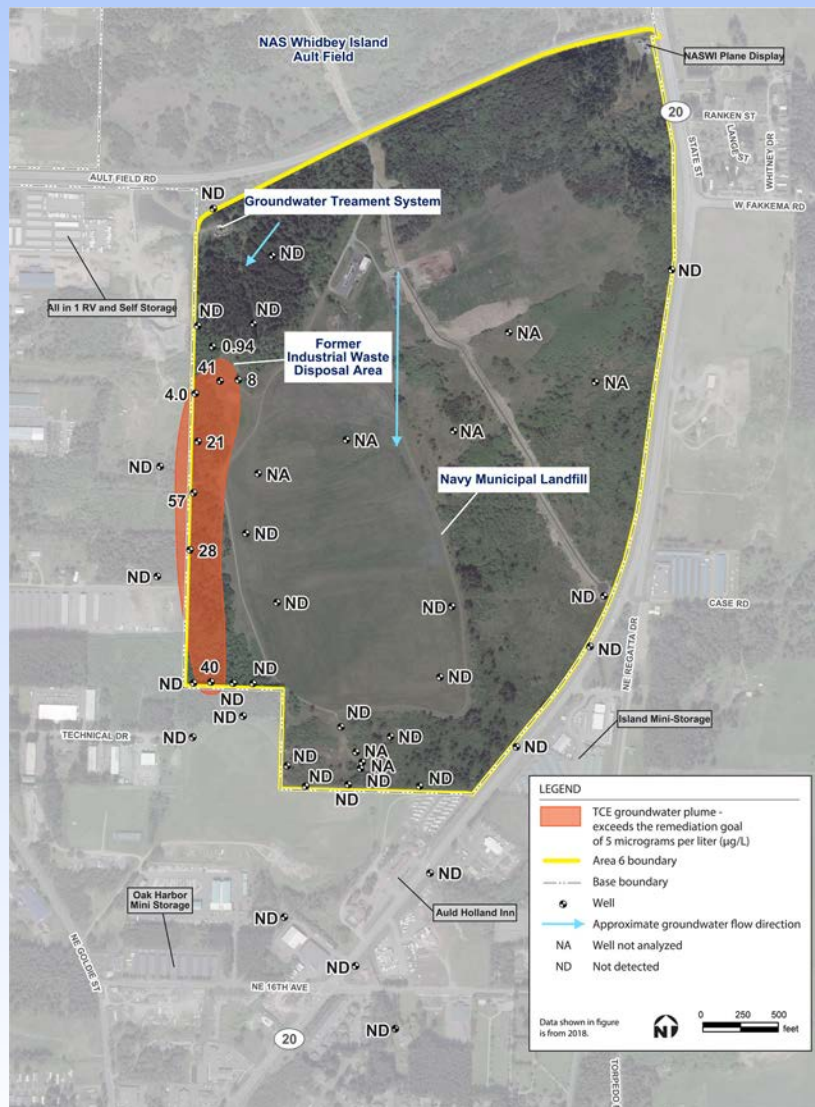 NAS Whidbey Island
Ault Field
NASWI Plane Display
20
RANKEN ST
LANGE ST
WHITNEY DR
STATE ST
W FAKKEMA RD
AULT FIELD RD
ND
Groundwater Treament System
ND
ND
All in 1 RV and Self Storage
ND
ND
NA
0.94
Former
Industrial Waste
Disposal Area
41
8
NA
4.0
NA
21
NA
ND
NA
Navy Municipal Landfill
57
ND
28
ND
ND
ND
ND
CASE RD
ND
NE REGATTA DR
40
ND
ND
ND
ND
ND
ND
TECHNICAL DR
ND
ND
ND
Island Mini-Storage
NA
ND
ND
NA
ND
ND
ND
ND
LEGEND
TCE groundwater plume -
exceeds the remediation goal
of 5 micrograms per liter (µg/L)
Area 6 boundary
Base boundary
Well
Approximate groundwater flow direction
NA Well not analyzed
ND Not detected
Data shown in figure
is from 2018.
N
0 250 500
feet
ND
Oak Harbor
Mini Storage
Auld Holland Inn
ND
NE GOLDIE ST
ND
NE 16TH AVE
20
ND
TORPEDO